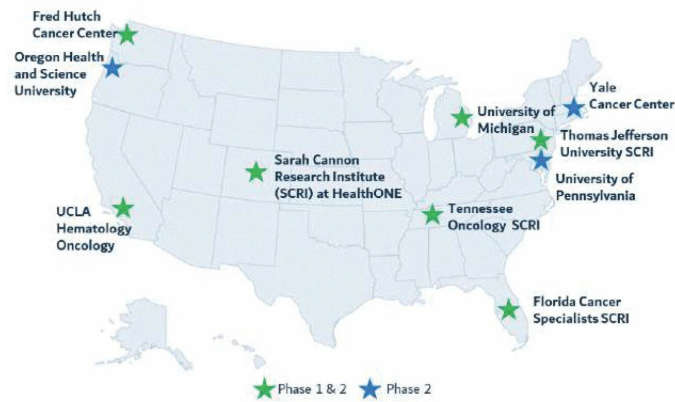 Fred Hutch
Cancer Center
Oregon Health
and Science
University
Yale
Cancer Center
University of
Michigan
Thomas Jefferson
University SCRI
Sarah Cannon
Research Institute
(SCRI) at HealthONE
University of
Pennsylvania
UCLA
Hematology
Oncology
Tennessee
Oncology SCRI
Florida Cancer
Specialists SCRI
Phase 1 & 2
Phase 2